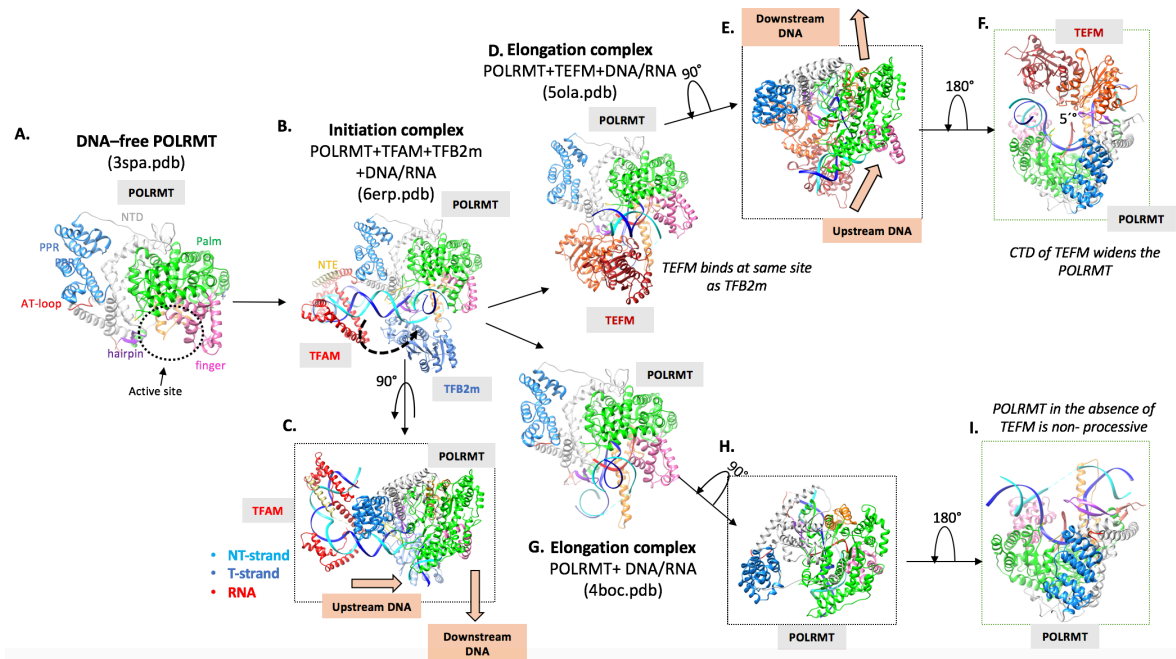 A.
DNA–free POLRMT
(3spa.pdb)
POLRMT
NTD
PPR
PPR
Palm
AT-loop
hairpin
finger
Active site
B.
Initiation complex
POLRMT+TFAM+TFB2m
+DNA/RNA
(6erp.pdb)
POLRMT
NTE
TFAM
TFB2m
90°
C.
POLRMT
TFAM
• NT-strand
• T-strand
• RNA
Upstream DNA
Downstream
DNA
D. Elongation complex
POLRMT+TEFM+DNA/RNA
(5ola.pdb)
POLRMT
TEFM binds at same site
as TFB2m
TEFM
90°
E.
Downstream
DNA
Upstream DNA
180°
F.
TEFM
5´
POLRMT
CTD of TEFM widens the
POLRMT
POLRMT
G. Elongation complex
POLRMT+ DNA/RNA
(4boc.pdb)
90°
H.
POLRMT
180°
POLRMT in the absence of
TEFM is non- processive
I.
POLRMT